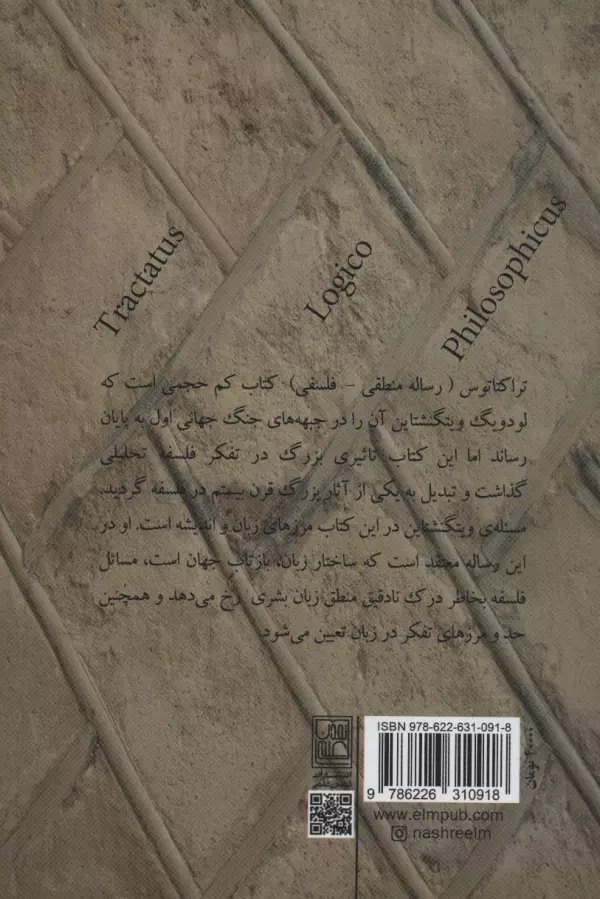 Tractatus
Logico
Philosophicus
تراکتاتوس ( رساله منطقی - فلسفی) کتاب کم حجمی است که
لودویگ ویتگنشتاین آن را در جبهه‌های جنگ جهانی اول به پایان
رساند اما این کتاب تاثیری بزرگ در تفکر فلسفه تحلیلی
گذاشت و تبدیل به یکی از آثار بزرگ قرن بیستم در فلسفه گردید.
مسئله‌ی ویتگنشتاین در این کتاب مرزهای زبان و اندیشه است. او در
این رساله معتقد است که ساختار زبان، بازتاب جهان است، مسائل
فلسفه بخاطر درک نادقیق منطق زبان بشری رخ می‌دهد و همچنین
حد و مرزهای تفکر در زبان تعیین می‌شود.
ISBN 978-622-631-091-8
9 786226 310918
www.elmpub.com
nashreelm
تومان